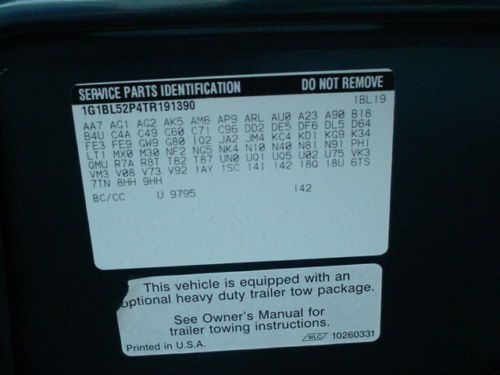 SERVICE PARTS IDENTIFICATION DO NOT REMOVE
1G1BL52P4TR191390 1BL19
AA7 AG1 AG2 AK5 AM6 AP9 ARL AU0 A23 A90 B18
B4U C4A C49 C60 C71 C96 DD2 DE5 DF6 DL5 D64
FE3 FE9 GW9 G80 IQ2 JA2 JM4 KC4 KD1 KG9 K34
LT1 MX0 M30 NF2 NG5 NK4 N10 N40 N81 N91 PH1
QMU R7A R8T T82 T87 UN0 UQ1 UQ5 U02 U75 VK3
VM3 V08 V73 V92 1AY 1SC 14I 142 18Q 18U 6TS
7TN 8HH 9HH
BC/CC U 9795 142
This vehicle is equipped with an
optional heavy duty trailer tow package.
See Owner's Manual for
trailer towing instructions.
Printed in U.S.A. WLC 10260331